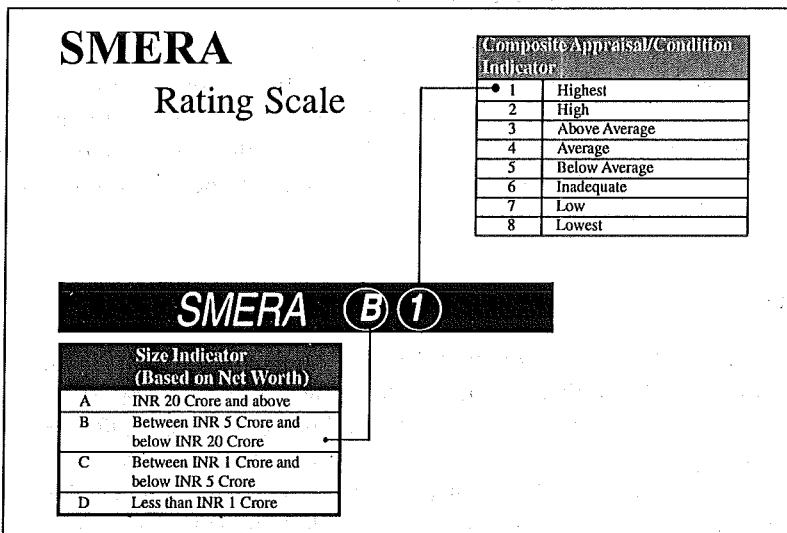 SMERA
Rating Scale
Composite Appraisal/Condition
Indicator
1 Highest
2 High
3 Above Average
4 Average
5 Below Average
6 Inadequate
7 Low
8 Lowest
SMERA B 1
Size Indicator
(Based on Net Worth)
A INR 20 Crore and above
B Between INR 5 Crore and
below INR 20 Crore
C Between INR 1 Crore and
below INR 5 Crore
D Less than INR 1 Crore